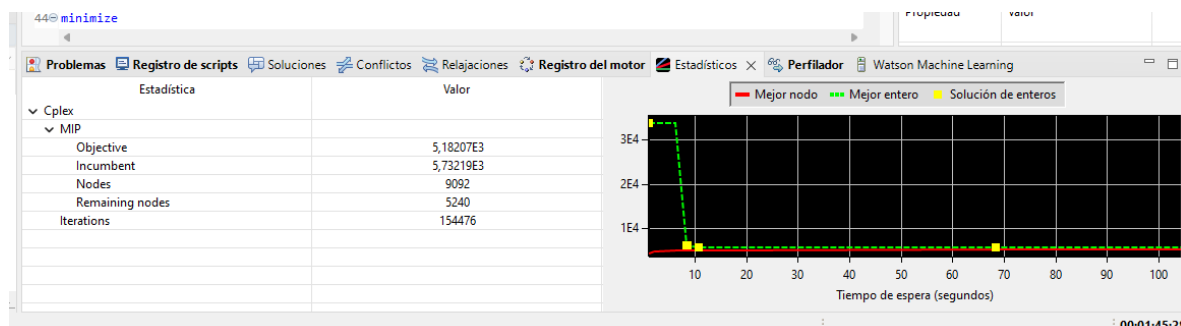 44 minimize
Propiedad Valor
Problemas Registro de scripts Soluciones Conflictos Relajaciones Registro del motor Estadísticos Perfilador Watson Machine Learning
Estadística Valor
Cplex
MIP
Objective 5,18207E3
Incumbent 5,73219E3
Nodes 9092
Remaining nodes 5240
Iterations 154476
Mejor nodo Mejor entero Solución de enteros
3E4
2E4
1E4
10 20 30 40 50 60 70 80 90 100
Tiempo de espera (segundos)